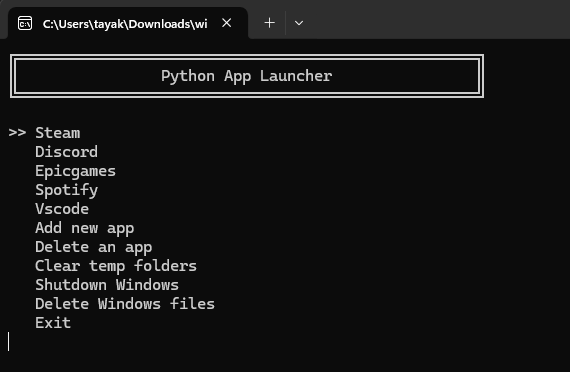 C:\Users\tayak\Downloads\wi
Python App Launcher
>> Steam
Discord
Epicgames
Spotify
Vscode
Add new app
Delete an app
Clear temp folders
Shutdown Windows
Delete Windows files
Exit